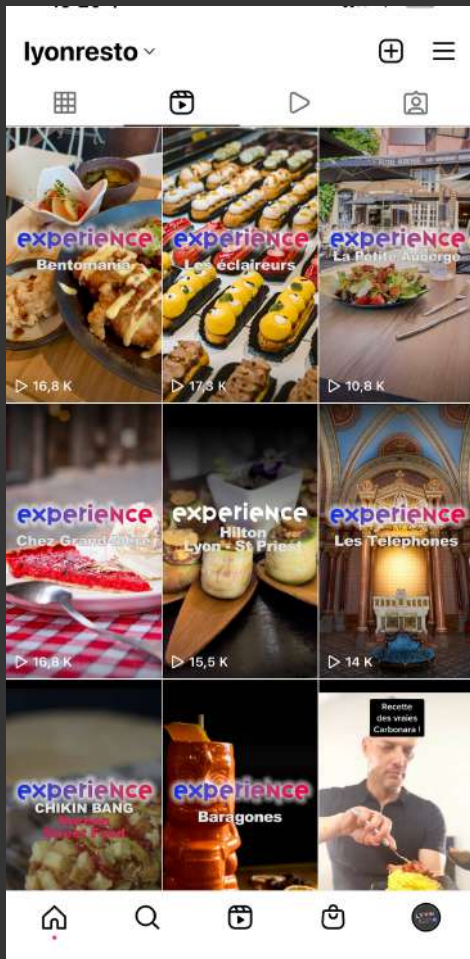 lyonresto
experieNce
Bentomania
16,8 K
experieNce
Les éclaireurs
17,3 K
experieNce
La Petite Auberge
10,8 K
experieNce
Chez Grand Mère
16,8 K
experieNce
Hilton
Lyon - St Priest
15,5 K
experieNce
Les Téléphones
14 K
experieNce
CHIKIN BANG
Street Food
experieNce
Baragones
Recette
des vraies
Carbonara !